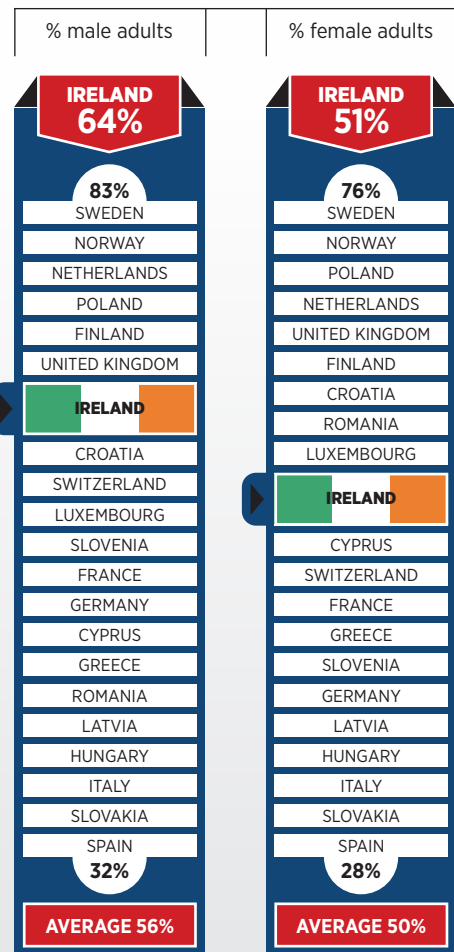 % male adults
IRELAND
64%
83%
SWEDEN
NORWAY
NETHERLANDS
POLAND
FINLAND
UNITED KINGDOM
IRELAND
CROATIA
SWITZERLAND
LUXEMBOURG
SLOVENIA
FRANCE
GERMANY
CYPRUS
GREECE
ROMANIA
LATVIA
HUNGARY
ITALY
SLOVAKIA
SPAIN
32%
AVERAGE 56%
% female adults
IRELAND
51%
76%
SWEDEN
NORWAY
POLAND
NETHERLANDS
UNITED KINGDOM
FINLAND
CROATIA
ROMANIA
LUXEMBOURG
IRELAND
CYPRUS
SWITZERLAND
FRANCE
GREECE
SLOVENIA
GERMANY
LATVIA
HUNGARY
ITALY
SLOVAKIA
SPAIN
28%
AVERAGE 50%